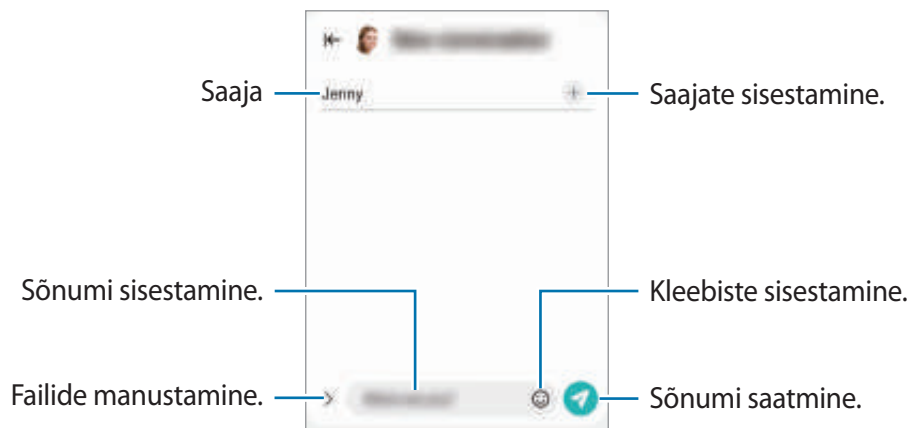 Saaja
Jenny
Saajate sisestamine.
Sõnumi sisestamine.
Kleebiste sisestamine.
Failide manustamine.
Sõnumi saatmine.